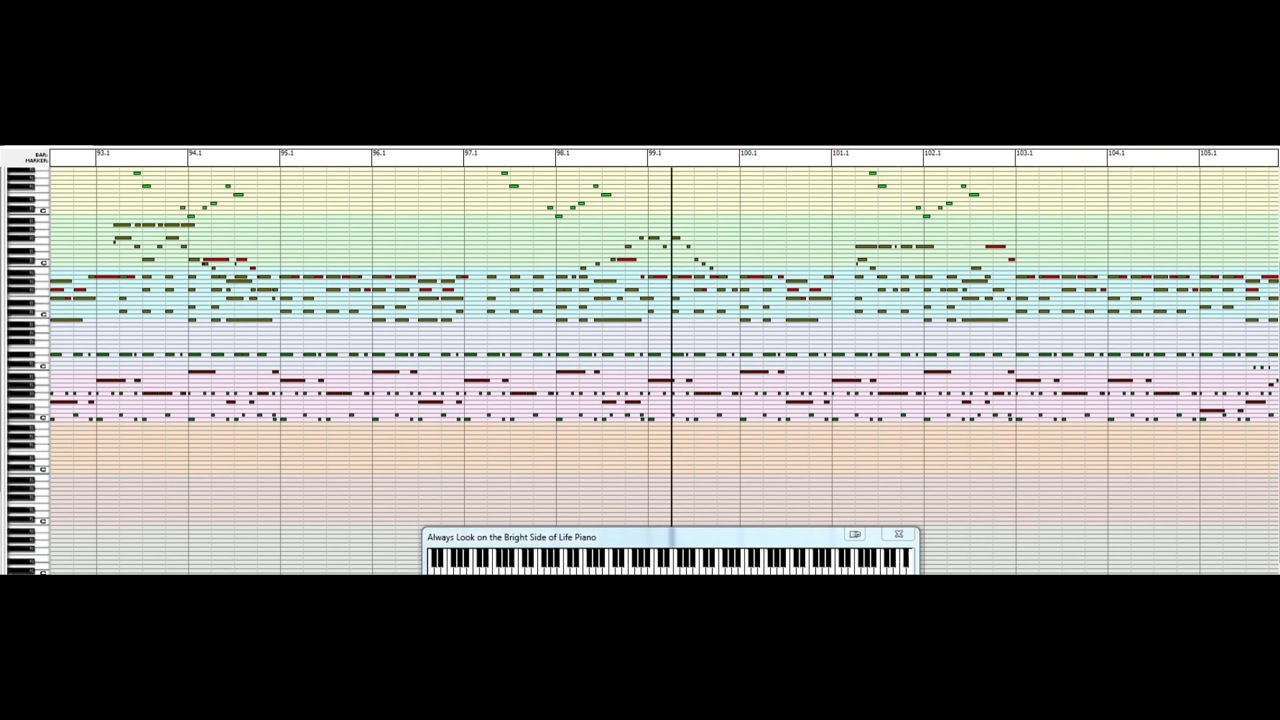 BAR:
MARKER:
93.1 94.1 95.1 96.1 97.1 98.1 99.1 100.1 101.1 102.1 103.1 104.1 105.1
C
C
C
C
C
C
C
C
Always Look on the Bright Side of Life Piano